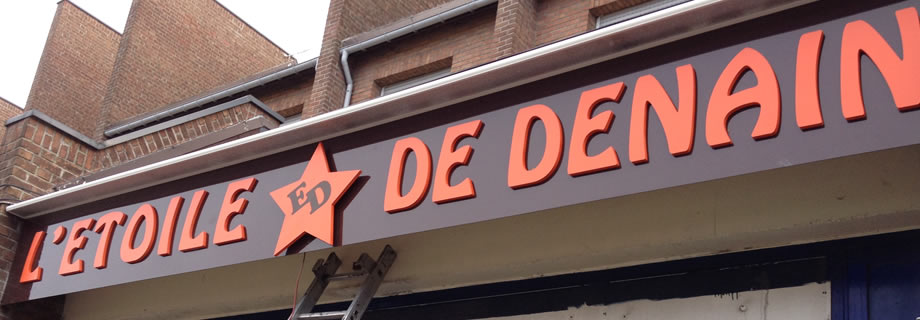 L'ETOILE ED DE DENAIN